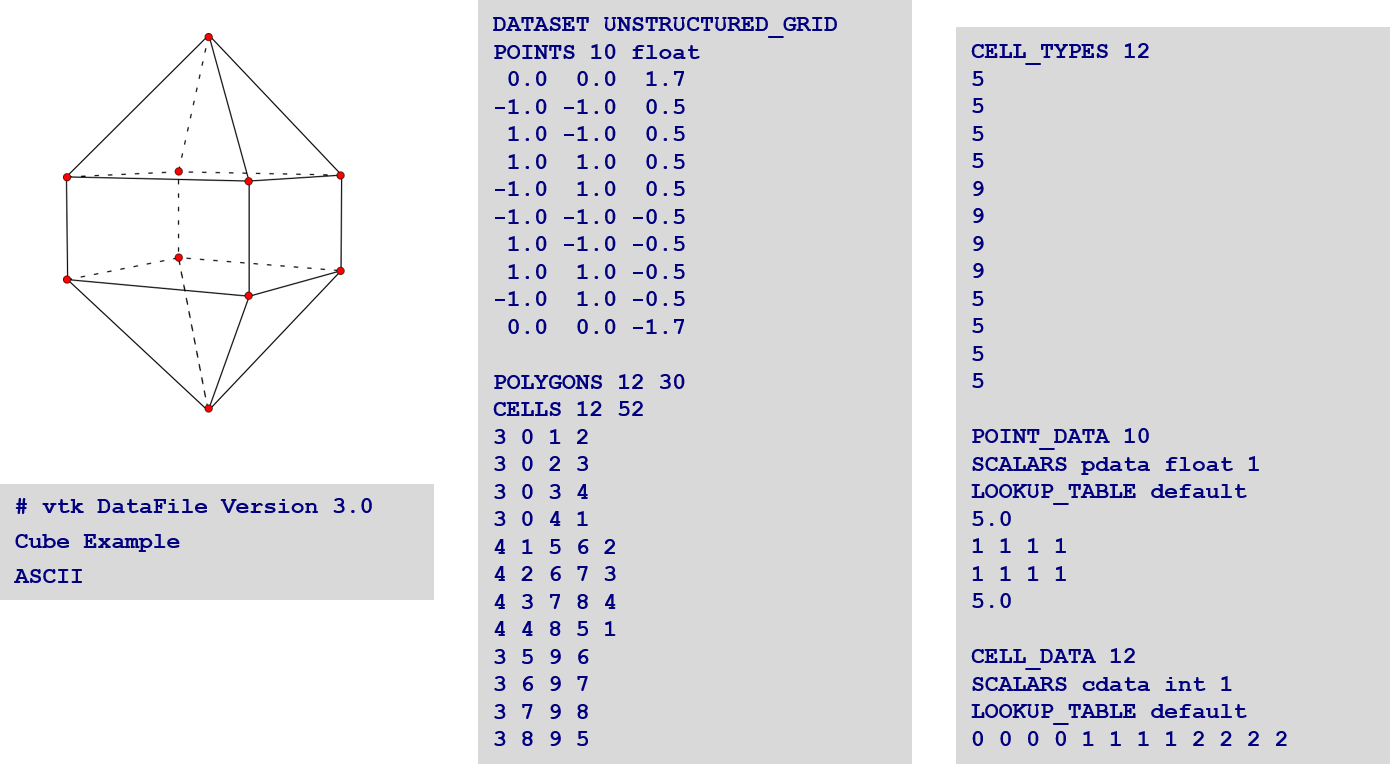 # vtk DataFile Version 3.0
Cube Example
ASCII
DATASET UNSTRUCTURED_GRID
POINTS 10 float
0.0 0.0 1.7
-1.0 -1.0 0.5
1.0 -1.0 0.5
1.0 1.0 0.5
-1.0 1.0 0.5
-1.0 -1.0 -0.5
1.0 -1.0 -0.5
1.0 1.0 -0.5
-1.0 1.0 -0.5
0.0 0.0 -1.7
POLYGONS 12 30
CELLS 12 52
3 0 1 2
3 0 2 3
3 0 3 4
3 0 4 1
4 1 5 6 2
4 2 6 7 3
4 3 7 8 4
4 4 8 5 1
3 5 9 6
3 6 9 7
3 7 9 8
3 8 9 5
CELL_TYPES 12
5
5
5
5
9
9
9
9
5
5
5
5
POINT_DATA 10
SCALARS pdata float 1
LOOKUP_TABLE default
5.0
1 1 1 1
1 1 1 1
5.0
CELL_DATA 12
SCALARS cdata int 1
LOOKUP_TABLE default
0 0 0 0 1 1 1 1 2 2 2 2